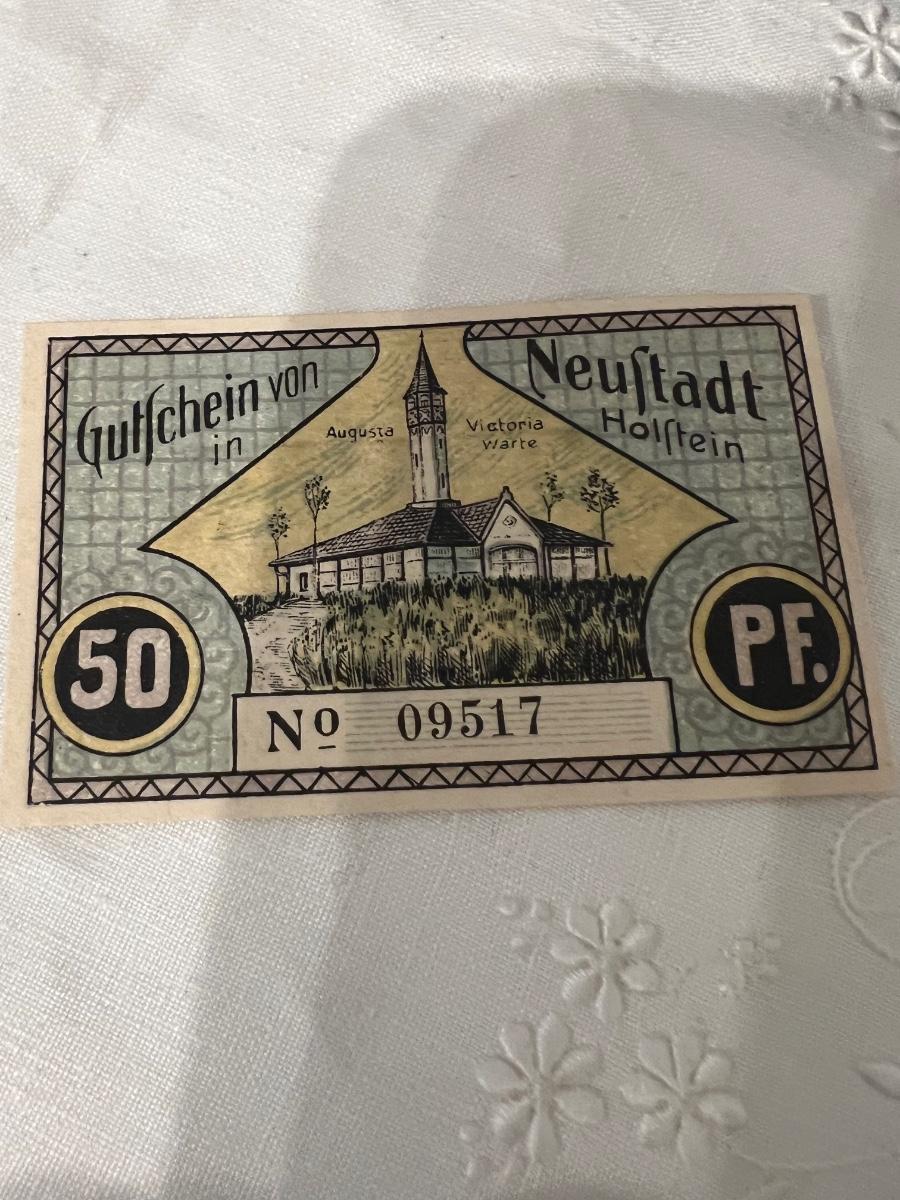 Gutſchein von
in
Neuſtadt
Holſtein
Augusta
Victoria
Warte
50
PF.
No 09517